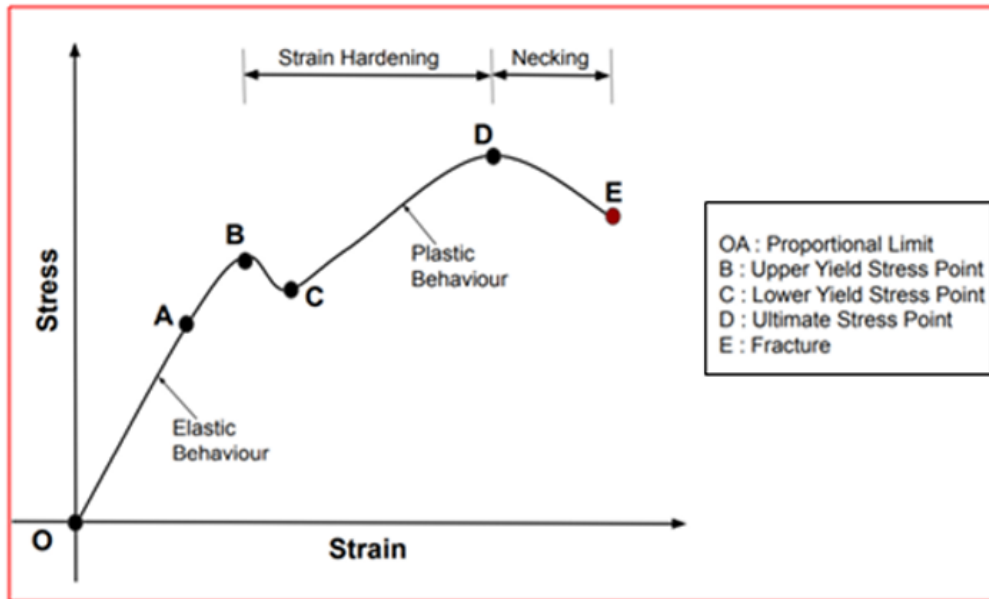 Strain Hardening
Necking
D
E
B
Plastic
Behaviour
C
A
Elastic
Behaviour
Stress
O
Strain
OA : Proportional Limit
B : Upper Yield Stress Point
C : Lower Yield Stress Point
D : Ultimate Stress Point
E : Fracture